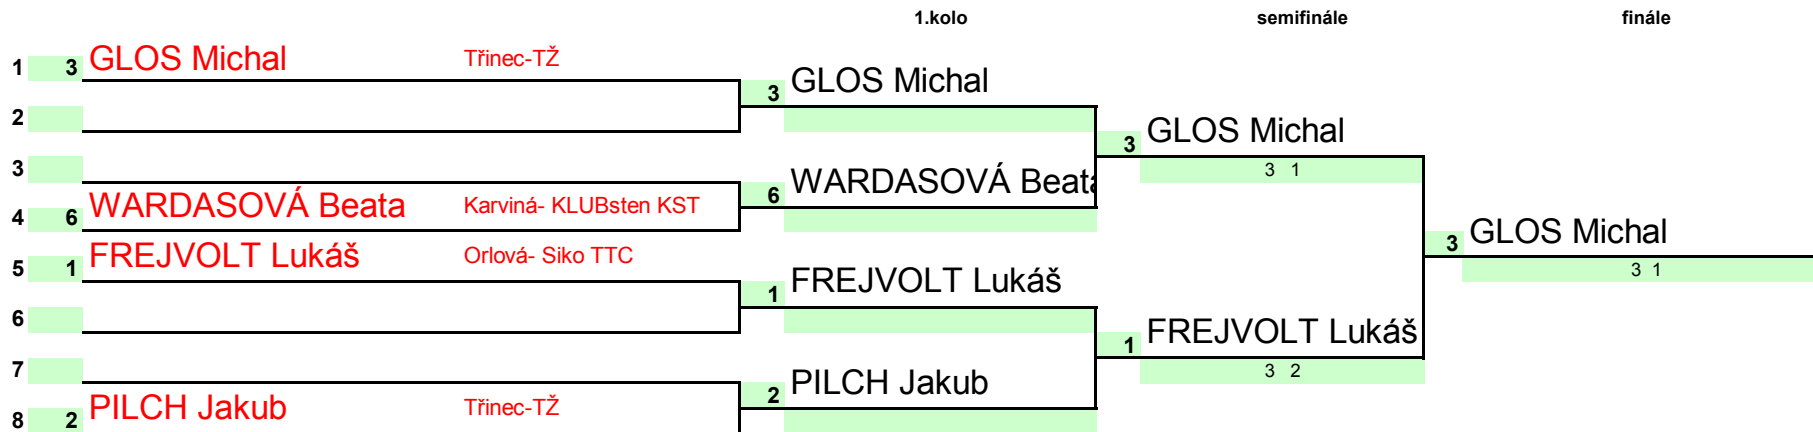 1.kolo semifinále finále
1 3 GLOS Michal Třinec-TŽ
3 GLOS Michal
2
3 GLOS Michal
3 1
3
6 WARDASOVÁ Beata
4 6 WARDASOVÁ Beata Karviná- KLUBsten KST
3 GLOS Michal
3 1
5 1 FREJVOLT Lukáš Orlová- Siko TTC
1 FREJVOLT Lukáš
6
1 FREJVOLT Lukáš
3 2
7
2 PILCH Jakub
8 2 PILCH Jakub Třinec-TŽ